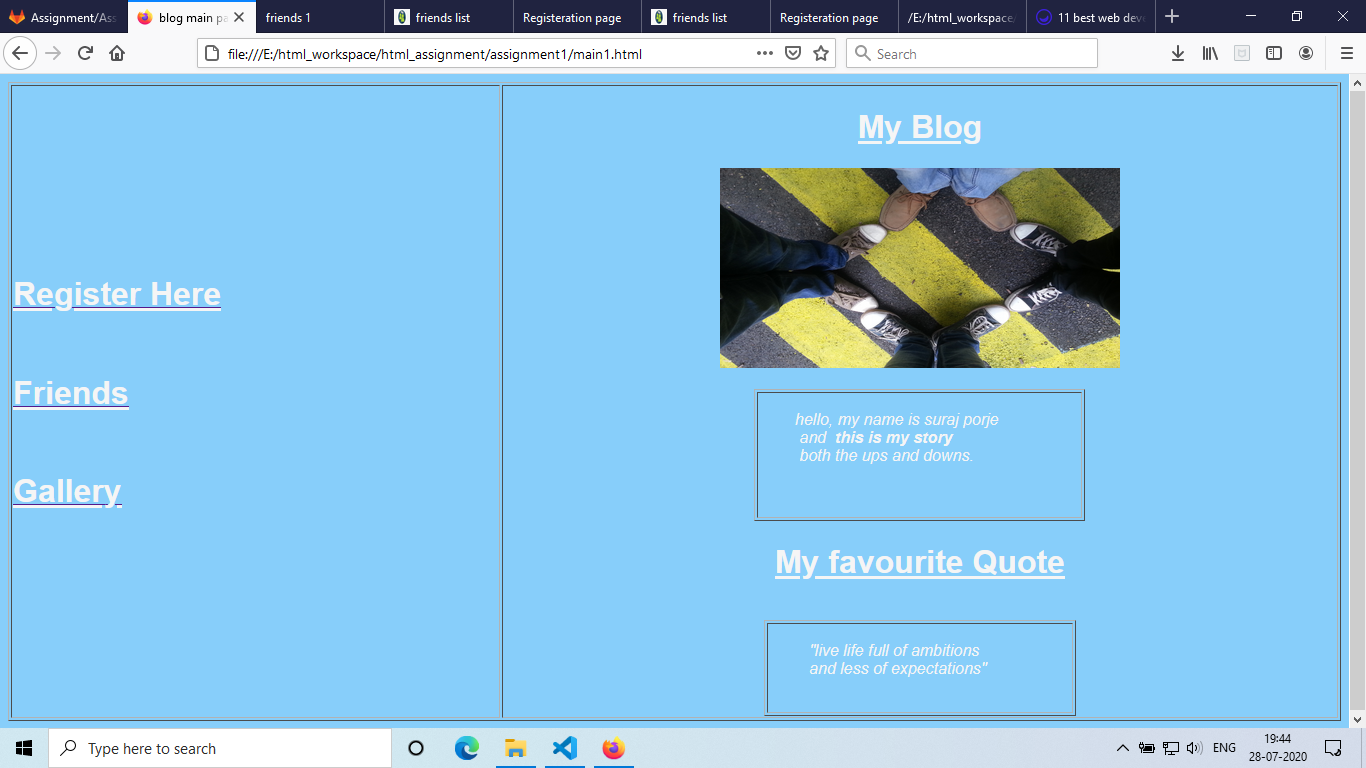 Assignment/Ass
blog main pa
friends 1
friends list
Registeration page
friends list
Registeration page
/E:/html_workspace/
11 best web deve
file:///E:/html_workspace/html_assignment/assignment1/main1.html
Search
My Blog
Register Here
Friends
Gallery
hello, my name is suraj porje
and this is my story
both the ups and downs.
My favourite Quote
"live life full of ambitions
and less of expectations"
Type here to search
ENG
19:44
28-07-2020